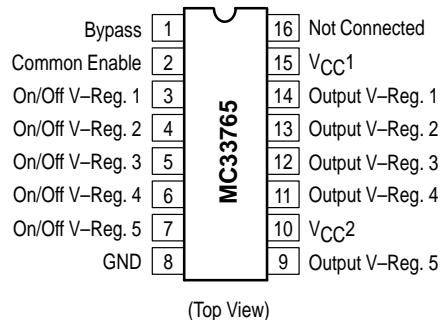 Bypass 1 16 Not Connected
Common Enable 2 15 VCC1
On/Off V–Reg. 1 3 14 Output V–Reg. 1
On/Off V–Reg. 2 4 13 Output V–Reg. 2
On/Off V–Reg. 3 5 12 Output V–Reg. 3
On/Off V–Reg. 4 6 11 Output V–Reg. 4
On/Off V–Reg. 5 7 10 VCC2
GND 8 9 Output V–Reg. 5
MC33765
(Top View)